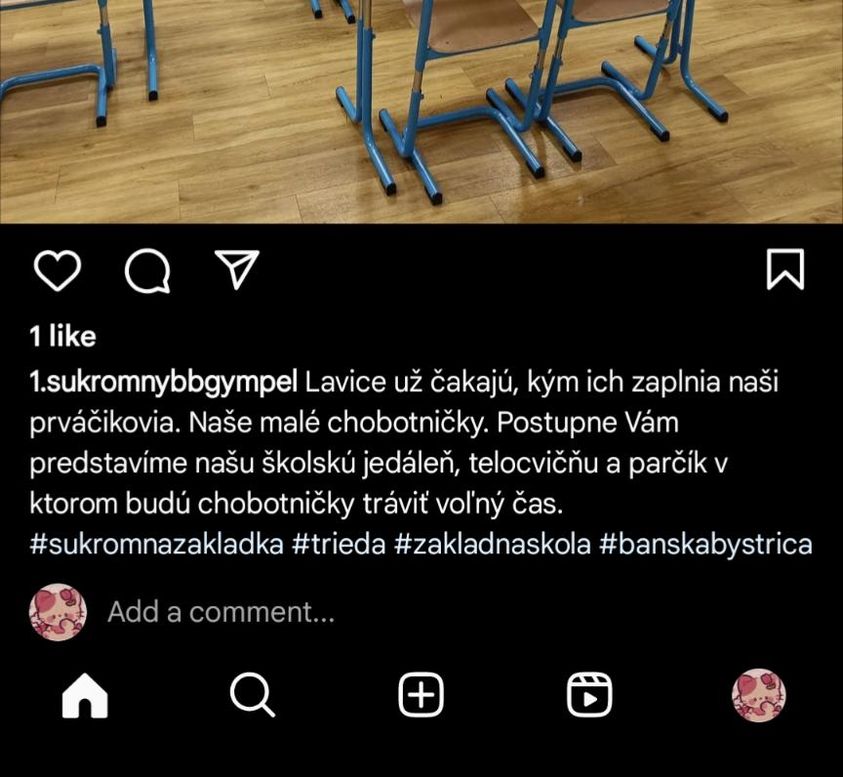 1 like
1.sukromnybbgympel Lavice už čakajú, kým ich zaplnia naši
prváčikovia. Naše malé chobotničky. Postupne Vám
predstavíme našu školskú jedáleň, telocvičňu a parčík v
ktorom budú chobotničky tráviť voľný čas.
#sukromnazakladka #trieda #zakladnaskola #banskabystrica
Add a comment...